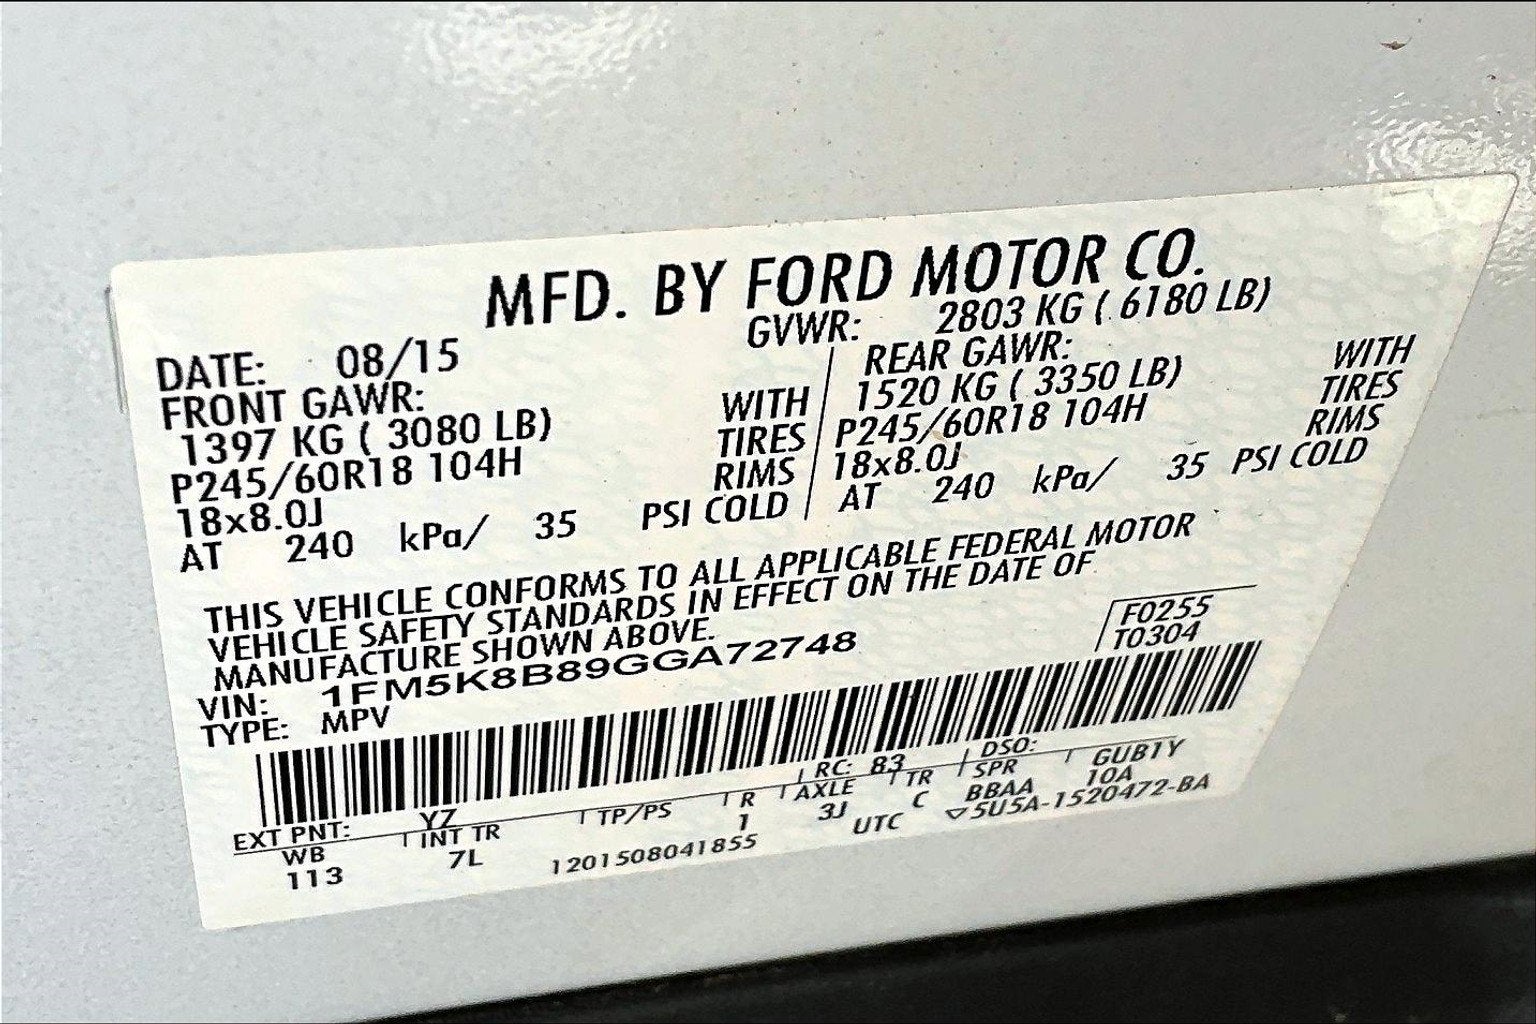 MFD. BY FORD MOTOR CO.
DATE: 08/15 GVWR: 2803 KG ( 6180 LB)
FRONT GAWR: REAR GAWR:
1397 KG ( 3080 LB) WITH 1520 KG ( 3350 LB) WITH
P245/60R18 104H TIRES P245/60R18 104H TIRES
18x8.0J RIMS 18x8.0J RIMS
AT 240 kPa/ 35 PSI COLD AT 240 kPa/ 35 PSI COLD
THIS VEHICLE CONFORMS TO ALL APPLICABLE FEDERAL MOTOR
VEHICLE SAFETY STANDARDS IN EFFECT ON THE DATE OF
MANUFACTURE SHOWN ABOVE.
VIN: 1FM5K8B89GGA72748 F0255
TYPE: MPV T0304
EXT PNT: YZ RC: 83 DSO: GUB1Y
WB INT TR TP/PS R AXLE TR SPR 10A
113 7L 1 3J C BBAA
1201508041855 UTC ▽5U5A-1520472-BA